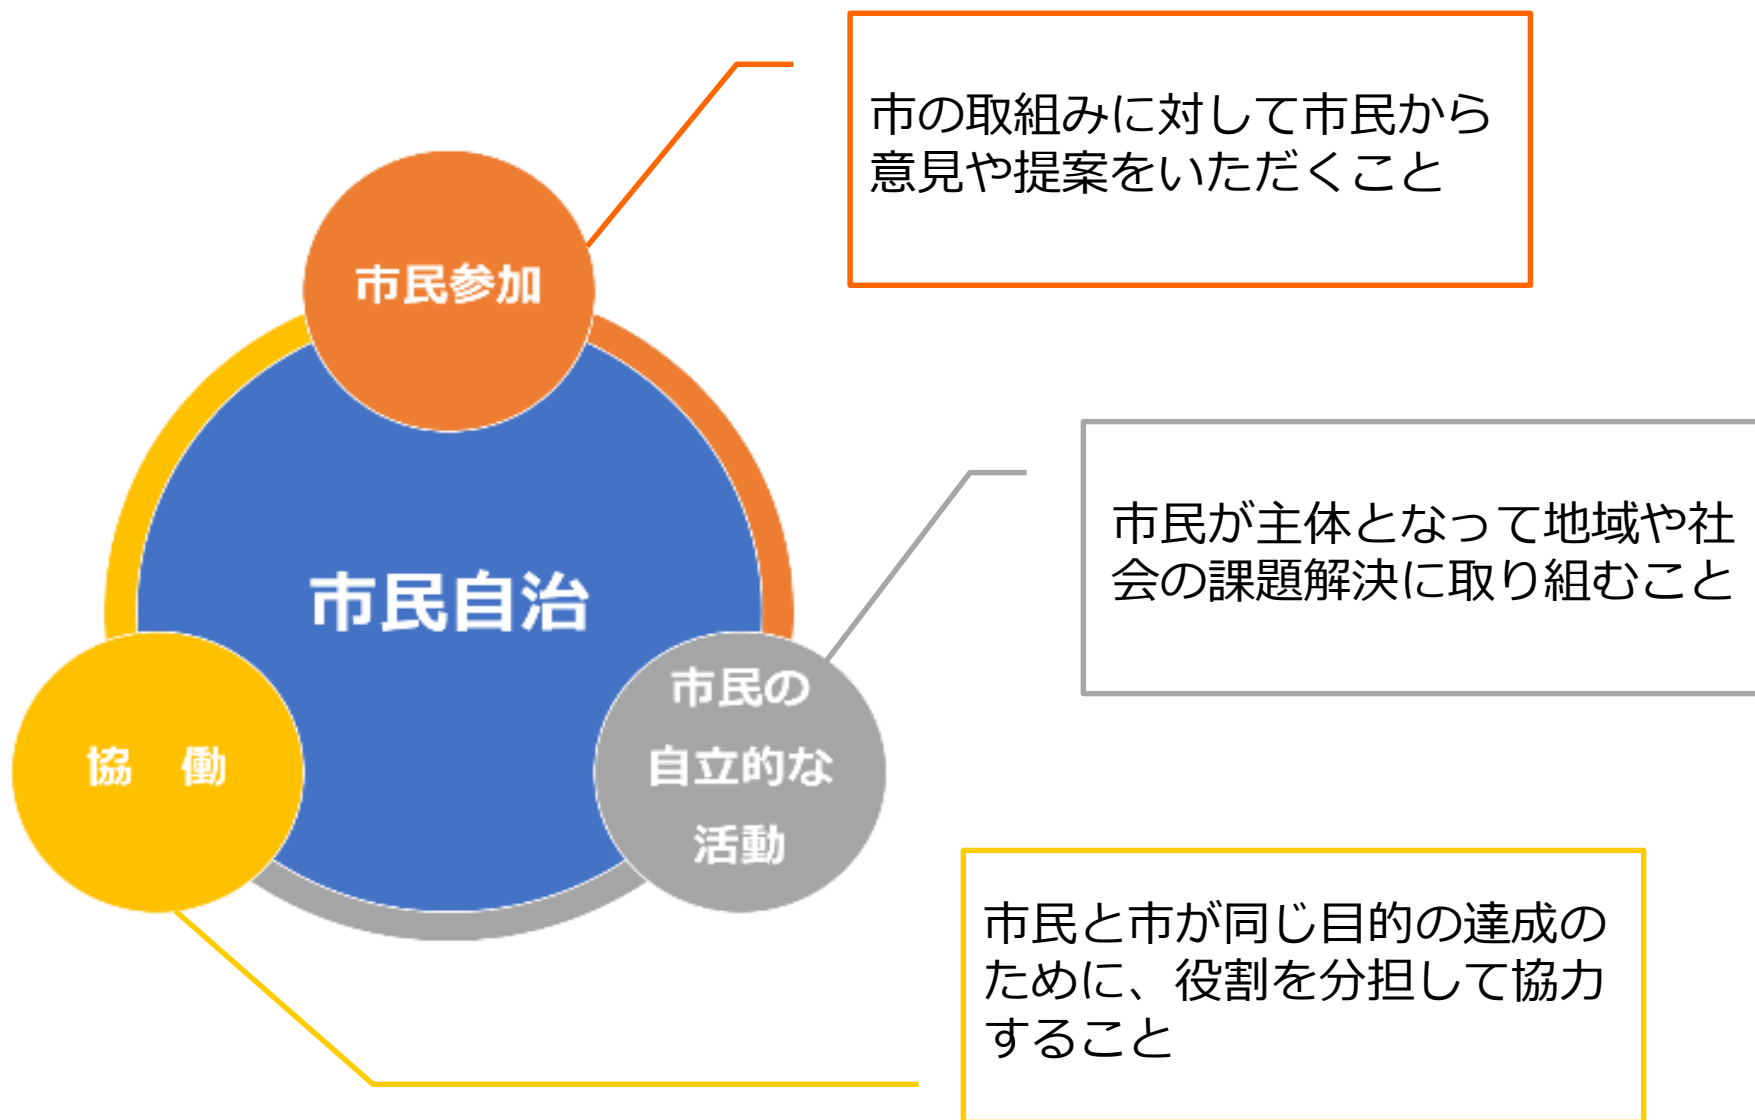 市の取組みに対して市民から
意見や提案をいただくこと
市民参加
市民が主体となって地域や社
会の課題解決に取り組むこと
市民自治
市民の
自立的な
活動
協　働
市民と市が同じ目的の達成の
ために、役割を分担して協力
すること